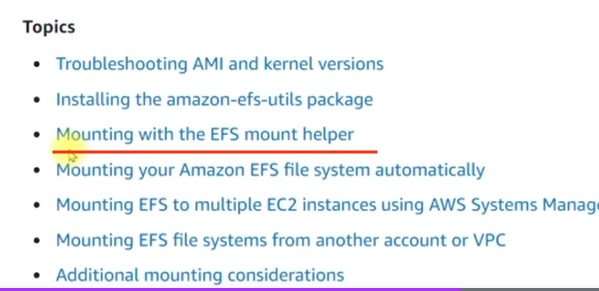 Topics
Troubleshooting AMI and kernel versions
Installing the amazon-efs-utils package
Mounting with the EFS mount helper
Mounting your Amazon EFS file system automatically
Mounting EFS to multiple EC2 instances using AWS Systems
Mounting EFS file systems from another account or VPC
Additional mounting considerations